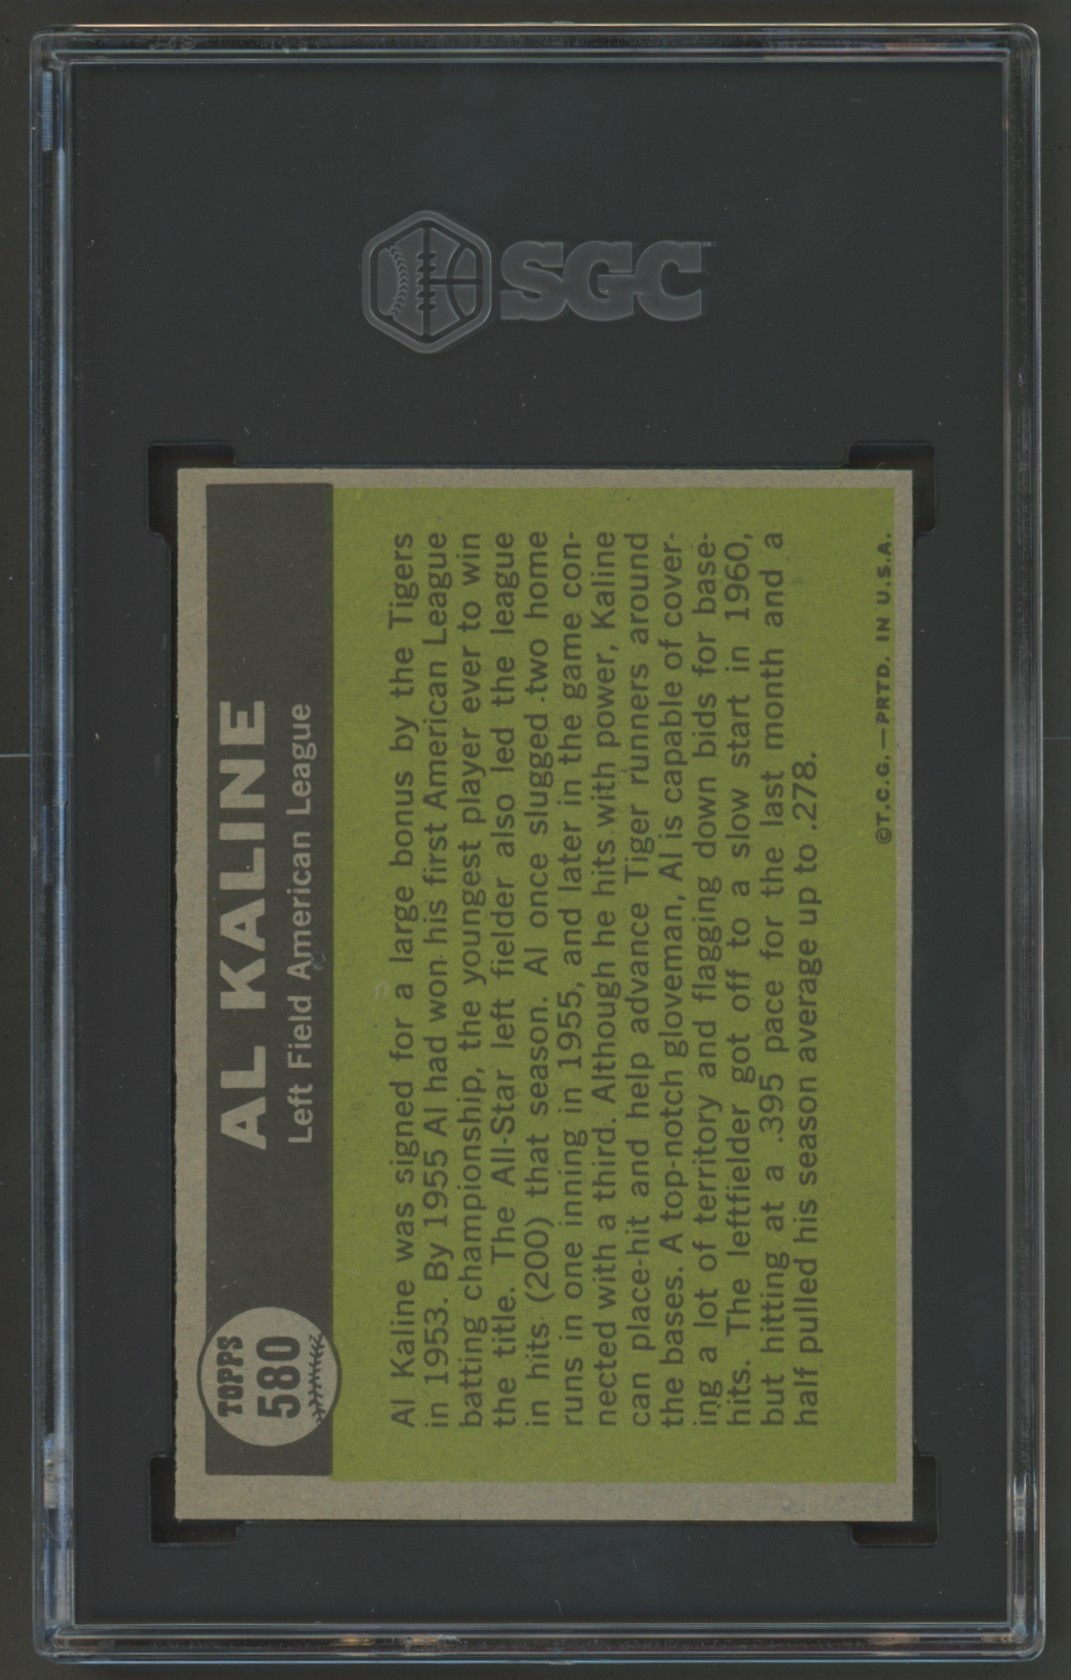 SGC
TOPPS
580
AL KALINE
Left Field American League
Al Kaline was signed for a large bonus by the Tigers
in 1953. By 1955 Al had won his first American League
batting championship, the youngest player ever to win
the title. The All-Star left fielder also led the league
in hits (200) that season. Al once slugged two home
runs in one inning in 1955, and later in the game con-
nected with a third. Although he hits with power, Kaline
can place-hit and help advance Tiger runners around
the bases. A top-notch gloveman, Al is capable of cover-
ing a lot of territory and flagging down bids for base-
hits. The leftfielder got off to a slow start in 1960,
but hitting at a .395 pace for the last month and a
half pulled his season average up to .278.
©T.C.G.—PRTD. IN U.S.A.